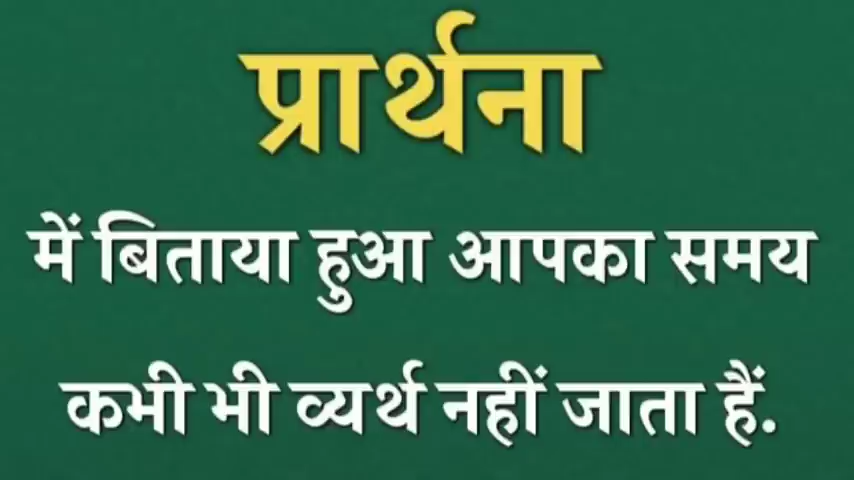 प्रार्थना
में बिताया हुआ आपका समय
कभी भी व्यर्थ नहीं जाता हैं.